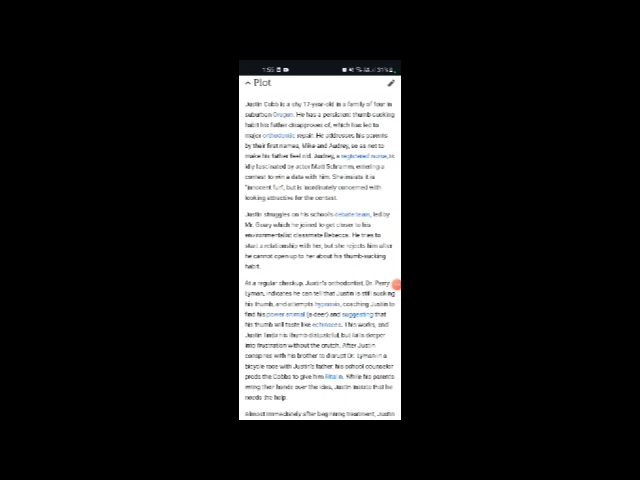 1:55
Plot
Justin Cobb is a shy 17-year-old in a family of four in
suburban Oregon. He has a persistent thumb-sucking
habit his father disapproves of, which has led to
major orthodontic repair. He addresses his parents
by their first names, Mike and Audrey, so as not to
make his father feel old. Audrey, a registered nurse, is
idly fascinated by actor Matt Schramm, entering a
contest to win a date with him. She insists it is
"innocent fun", but is inordinately concerned with
looking attractive for the contest.
Justin struggles on his school's debate team, led by
Mr. Geary which he joined to get closer to his
environmentalist classmate Rebecca. He tries to
start a relationship with her, but she rejects him after
he cannot open up to her about his thumb-sucking
habit.
At a regular checkup, Justin's orthodontist, Dr. Perry
Lyman, indicates he can tell that Justin is still sucking
his thumb, and attempts hypnosis, coaching Justin to
find his power animal (a deer) and suggesting that
his thumb will taste like echinacea. This works, and
Justin finds his thumb distasteful, but falls deeper
into frustration without the crutch. After Justin
conspires with his brother to disrupt Dr. Lyman in a
bicycle race with Justin's father, his school counselor
prods the Cobbs to give him Ritalin. While his parents
wring their hands over the idea, Justin insists that he
needs the help.
Almost immediately after beginning treatment, Justin